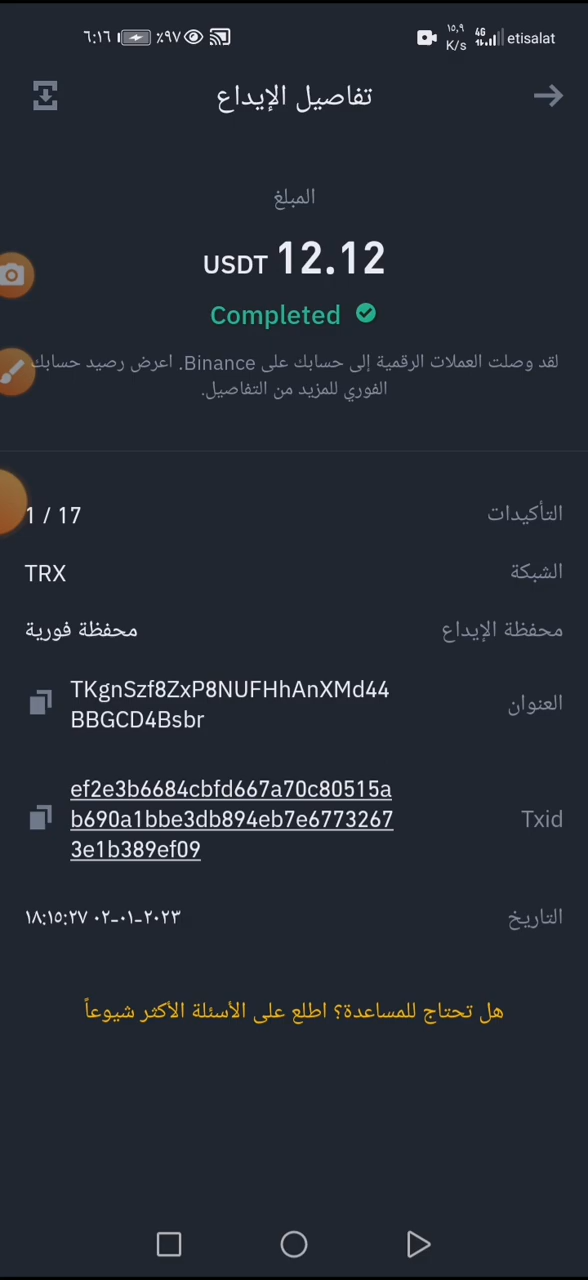 ٦:١٦ ٪٩٧ ١٥,٩ K/s 4G etisalat
تفاصيل الإيداع
المبلغ
USDT 12.12
Completed
لقد وصلت العملات الرقمية إلى حسابك على Binance. اعرض رصيد حسابك
الفوري للمزيد من التفاصيل.
التأكيدات 1 / 17
الشبكة TRX
محفظة الإيداع محفظة فورية
العنوان TKgnSzf8ZxP8NUFHhAnXMd44
BBGCD4Bsbr
ef2e3b6684cbfd667a70c80515a
Txid b690a1bbe3db894eb7e6773267
3e1b389ef09
التاريخ ٢٠٢٣-٠١-٠٢ ١٨:١٥:٢٧
هل تحتاج للمساعدة؟ اطلع على الأسئلة الأكثر شيوعاً